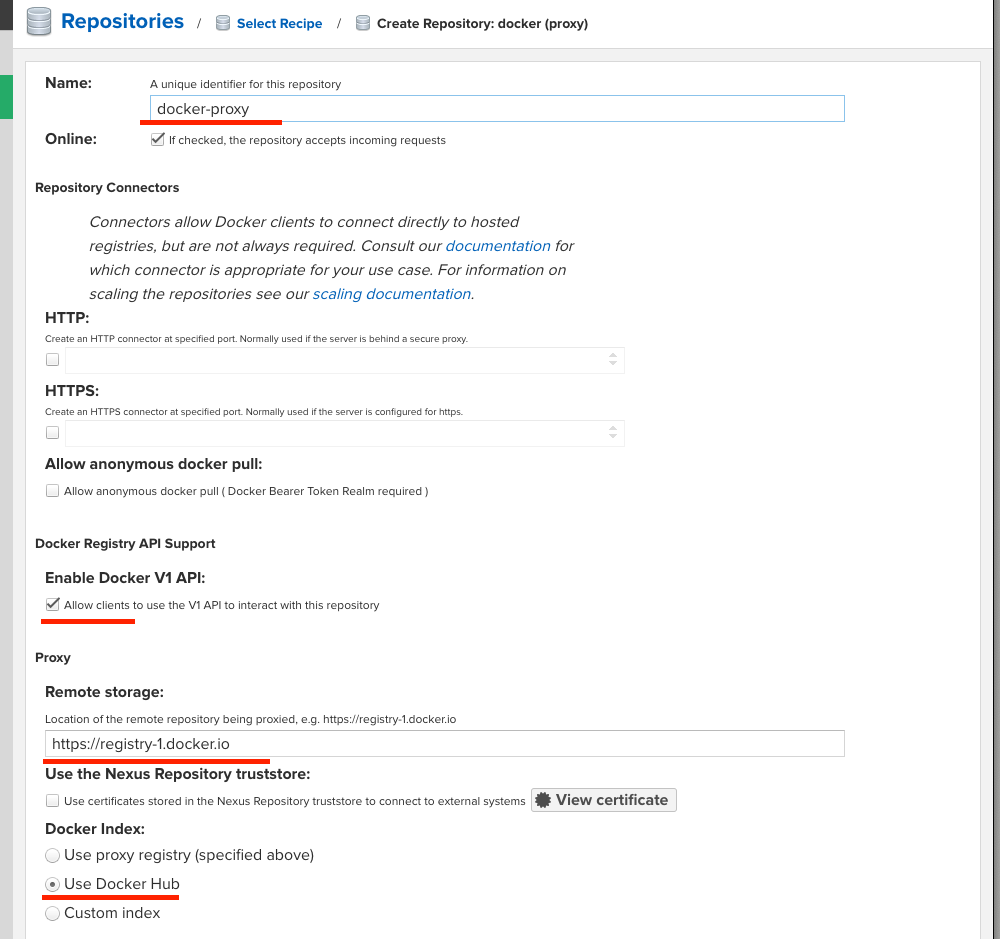 Repositories / Select Recipe / Create Repository: docker (proxy)
Name: A unique identifier for this repository
docker-proxy
Online: If checked, the repository accepts incoming requests
Repository Connectors
Connectors allow Docker clients to connect directly to hosted
registries, but are not always required. Consult our documentation for
which connector is appropriate for your use case. For information on
scaling the repositories see our scaling documentation.
HTTP:
Create an HTTP connector at specified port. Normally used if the server is behind a secure proxy.
HTTPS:
Create an HTTPS connector at specified port. Normally used if the server is configured for https.
Allow anonymous docker pull:
Allow anonymous docker pull ( Docker Bearer Token Realm required )
Docker Registry API Support
Enable Docker V1 API:
Allow clients to use the V1 API to interact with this repository
Proxy
Remote storage:
Location of the remote repository being proxied, e.g. https://registry-1.docker.io
https://registry-1.docker.io
Use the Nexus Repository truststore:
Use certificates stored in the Nexus Repository truststore to connect to external systems View certificate
Docker Index:
Use proxy registry (specified above)
Use Docker Hub
Custom index